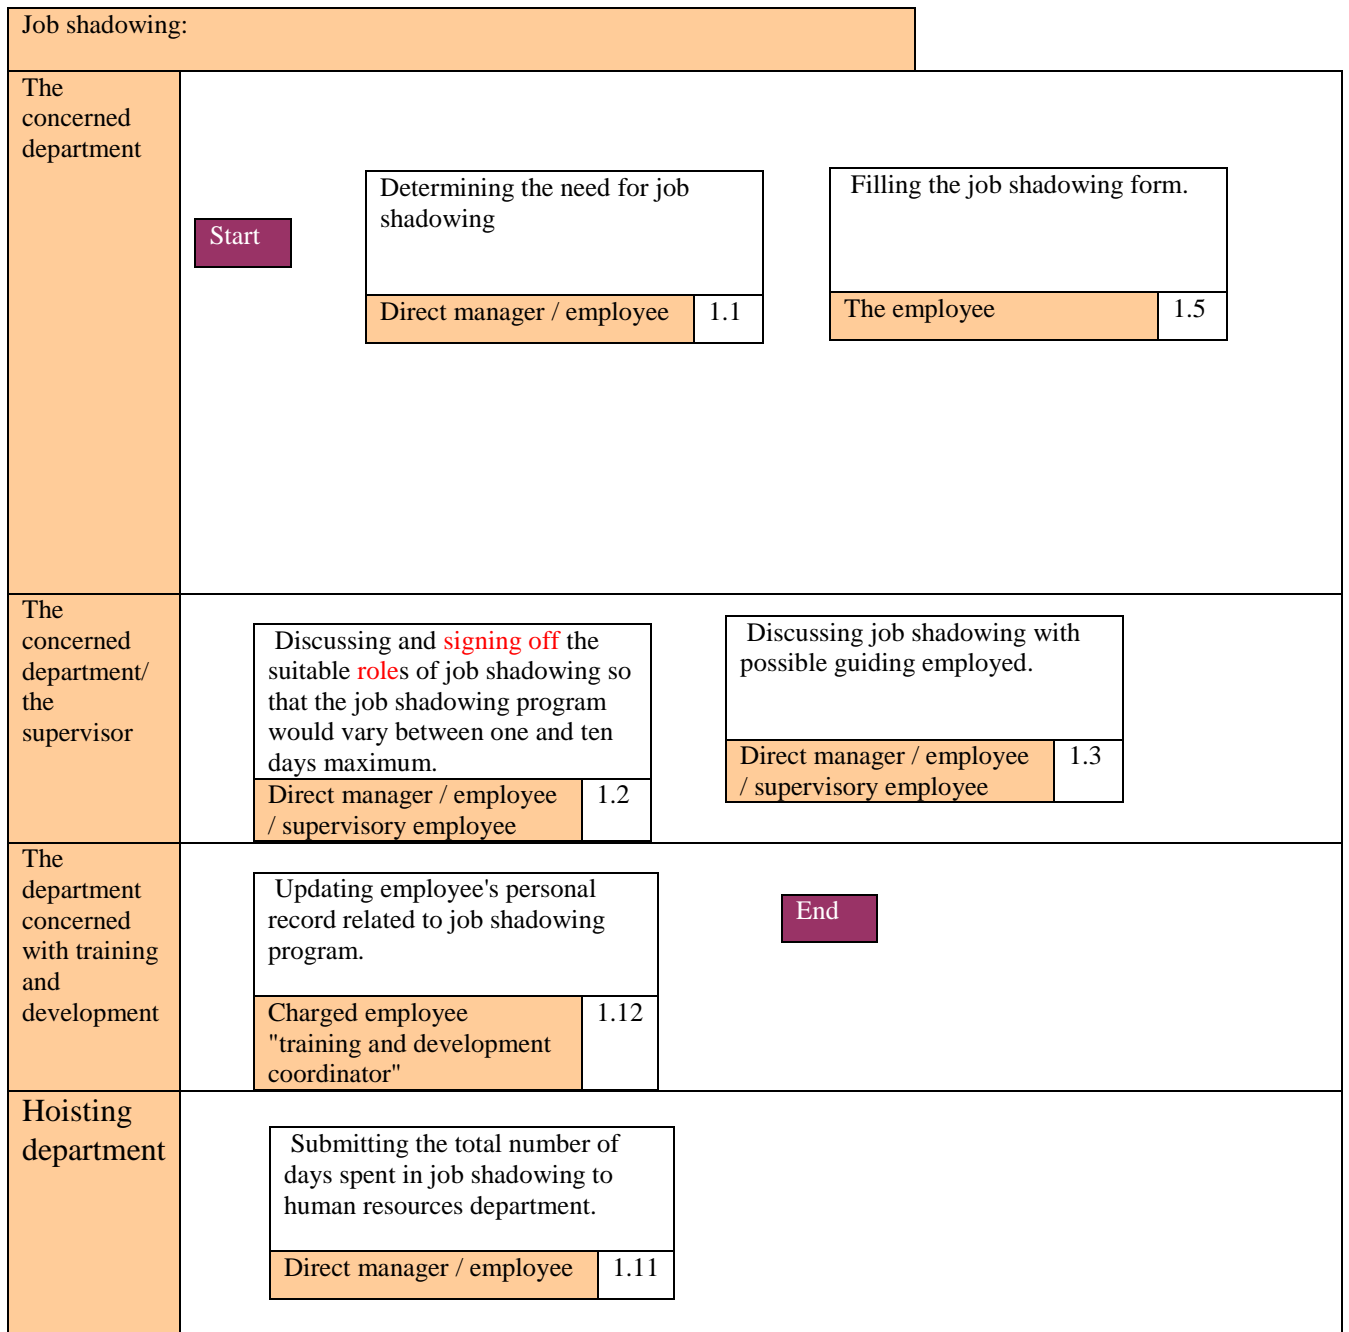 Job shadowing:
The
concerned
department
Start
Determining the need for job
shadowing
Direct manager / employee
1.1
Filling the job shadowing form.
The employee
1.5
The
concerned
department/
the
supervisor
Discussing and signing off the
suitable roles of job shadowing so
that the job shadowing program
would vary between one and ten
days maximum.
Direct manager / employee
/ supervisory employee
1.2
Discussing job shadowing with
possible guiding employed.
Direct manager / employee
/ supervisory employee
1.3
The
department
concerned
with training
and
development
Updating employee's personal
record related to job shadowing
program.
Charged employee
"training and development
coordinator"
1.12
End
Hoisting
department
Submitting the total number of
days spent in job shadowing to
human resources department.
Direct manager / employee
1.11